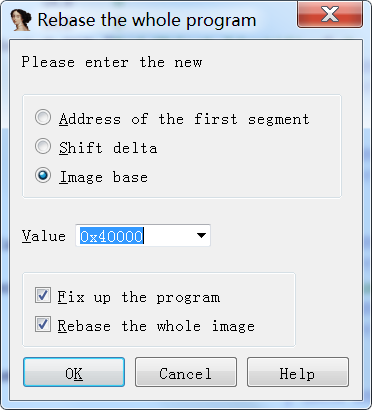 Rebase the whole program
Please enter the new
Address of the first segment
Shift delta
Image base
Value 0x40000
Fix up the program
Rebase the whole image
OK Cancel Help